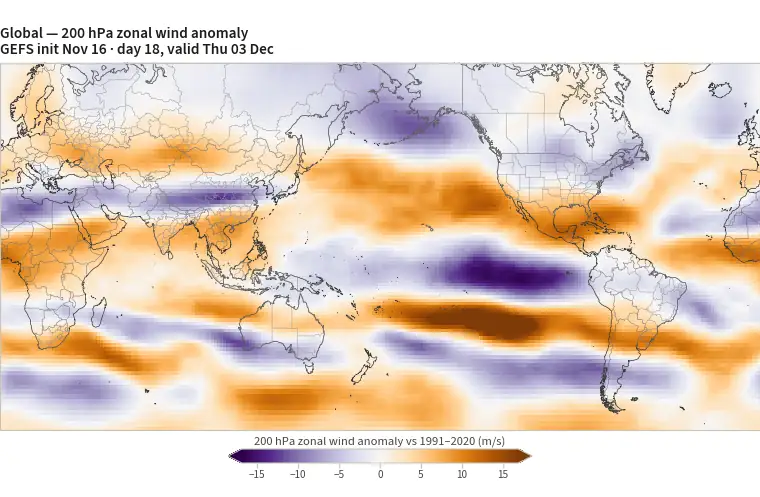 Global — 200 hPa zonal wind anomaly
GEFS init Nov 16 · day 18, valid Thu 03 Dec
200 hPa zonal wind anomaly vs 1991–2020 (m/s)
−15 −10 −5 0 5 10 15